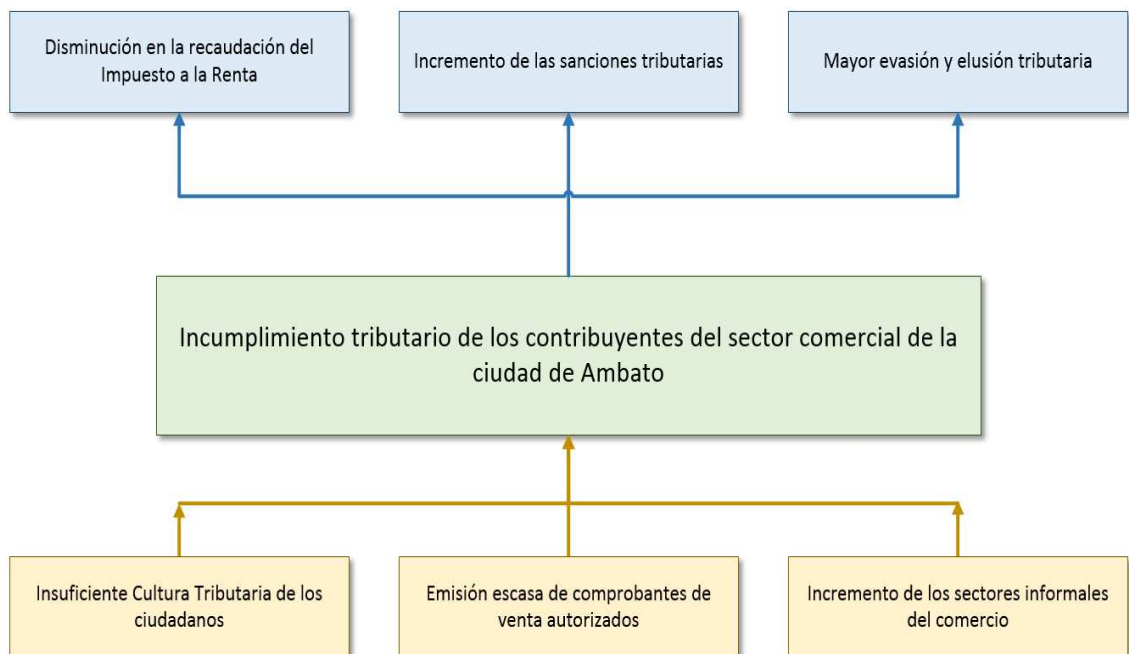 Disminución en la recaudación del
Impuesto a la Renta
Incremento de las sanciones tributarias
Mayor evasión y elusión tributaria
Incumplimiento tributario de los contribuyentes del sector comercial de la
ciudad de Ambato
Insuficiente Cultura Tributaria de los
ciudadanos
Emisión escasa de comprobantes de
venta autorizados
Incremento de los sectores informales
del comercio